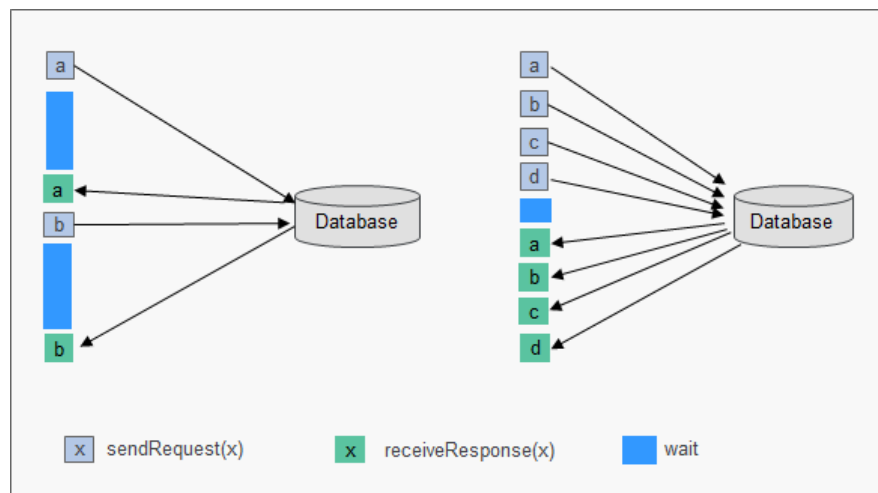 a
a
b
b
Database
a
b
c
d
a
b
c
d
Database
x sendRequest(x)
x receiveResponse(x)
wait